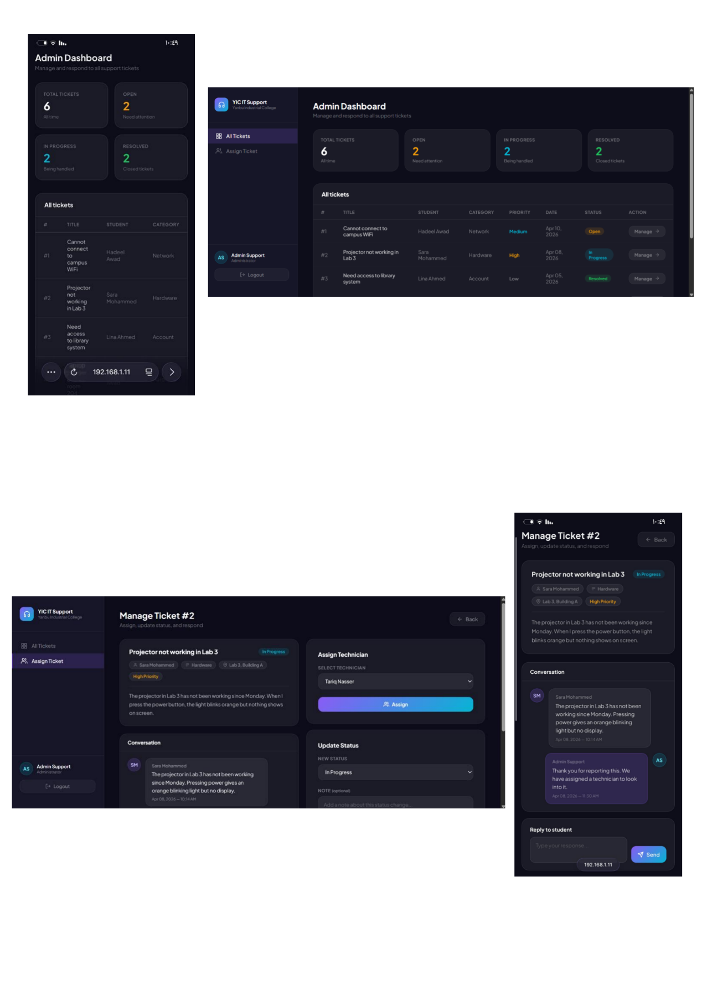 ١٠:٤٩
Admin Dashboard
Manage and respond to all support tickets
TOTAL TICKETS
6
All time
OPEN
2
Need attention
IN PROGRESS
2
Being handled
RESOLVED
2
Closed tickets
All tickets
# TITLE STUDENT CATEGORY
#1 Cannot connect to campus WiFi Hadeel Awad Network
#2 Projector not working in Lab 3 Sara Mohammed Hardware
#3 Need access to library system Lina Ahmed Account
room
204
192.168.1.11
YIC IT Support
Yanbu Industrial College
All Tickets
Assign Ticket
AS Admin Support
Administrator
Logout
Admin Dashboard
Manage and respond to all support tickets
TOTAL TICKETS
6
All time
OPEN
2
Need attention
IN PROGRESS
2
Being handled
RESOLVED
2
Closed tickets
All tickets
# TITLE STUDENT CATEGORY PRIORITY DATE STATUS ACTION
#1 Cannot connect to campus WiFi Hadeel Awad Network Medium Apr 10, 2026 Open Manage →
#2 Projector not working in Lab 3 Sara Mohammed Hardware High Apr 08, 2026 In Progress Manage →
#3 Need access to library system Lina Ahmed Account Low Apr 05, 2026 Resolved Manage →
YIC IT Support
Yanbu Industrial College
All Tickets
Assign Ticket
AS Admin Support
Administrator
Logout
Manage Ticket #2
Assign, update status, and respond
← Back
Projector not working in Lab 3 In Progress
Sara Mohammed Hardware Lab 3, Building A
High Priority
The projector in Lab 3 has not been working since Monday. When I
press the power button, the light blinks orange but nothing shows
on screen.
Conversation
SM Sara Mohammed
The projector in Lab 3 has not been working
since Monday. Pressing power gives an
orange blinking light but no display.
Apr 08, 2026 — 10:14 AM
Assign Technician
SELECT TECHNICIAN
Tariq Nasser
Assign
Update Status
NEW STATUS
In Progress
NOTE (optional)
Add a note about this status change...
١٠:٤٩
Manage Ticket #2
Assign, update status, and respond
← Back
Projector not working in Lab 3 In Progress
Sara Mohammed Hardware
Lab 3, Building A High Priority
The projector in Lab 3 has not been working since
Monday. When I press the power button, the light
blinks orange but nothing shows on screen.
Conversation
SM Sara Mohammed
The projector in Lab 3 has not been
working since Monday. Pressing
power gives an orange blinking
light but no display.
Apr 08, 2026 — 10:14 AM
AS Admin Support
Thank you for reporting this. We
have assigned a technician to look
into it.
Apr 08, 2026 — 11:30 AM
Reply to student
Type your response...
Send
192.168.1.11